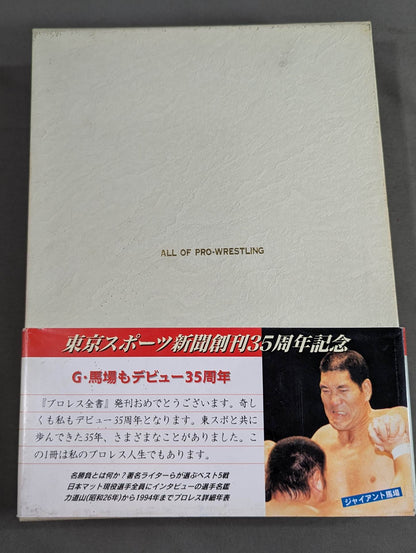 ALL OF PRO-WRESTLING
東京スポーツ新聞創刊35周年記念
G・馬場もデビュー35周年
『プロレス全書』発刊おめでとうございます。奇し
くも私もデビュー35周年となります。東スポと共に
歩んできた35年、さまざまなことがありました。こ
の1冊は私のプロレス人生でもあります。
名勝負とは何か？著名ライターらが選ぶベスト5戦
日本マット現役選手全員にインタビューの選手名鑑
力道山(昭和26年)から1994年までプロレス詳細年表
ジャイアント馬場